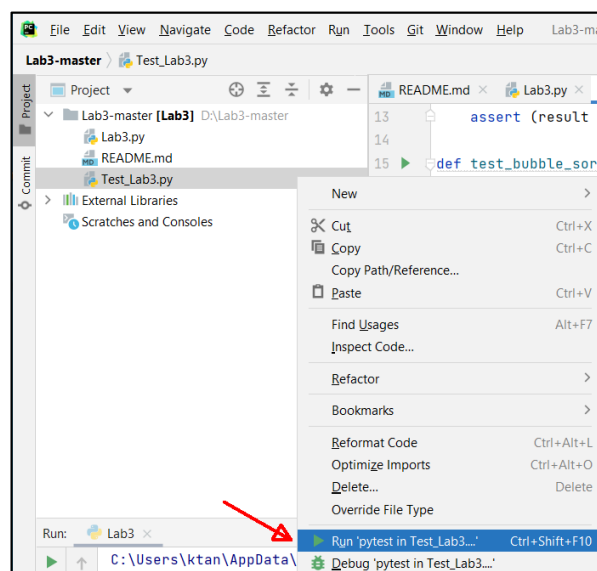 File Edit View Navigate Code Refactor Run Tools Git Window Help Lab3-ma
Lab3-master Test_Lab3.py
Project
Project
README.md
Lab3.py
Lab3-master [Lab3] D:\Lab3-master
Lab3.py
README.md
Test_Lab3.py
External Libraries
Scratches and Consoles
Commit
13 assert (result
14
15 def test_bubble_sor
New
Cut Ctrl+X
Copy Ctrl+C
Copy Path/Reference...
Paste Ctrl+V
Find Usages Alt+F7
Inspect Code...
Refactor
Bookmarks
Reformat Code Ctrl+Alt+L
Optimize Imports Ctrl+Alt+O
Delete... Delete
Override File Type
Run 'pytest in Test_Lab3....' Ctrl+Shift+F10
Debug 'pytest in Test_Lab3....'
Run: Lab3
C:\Users\ktan\AppData\